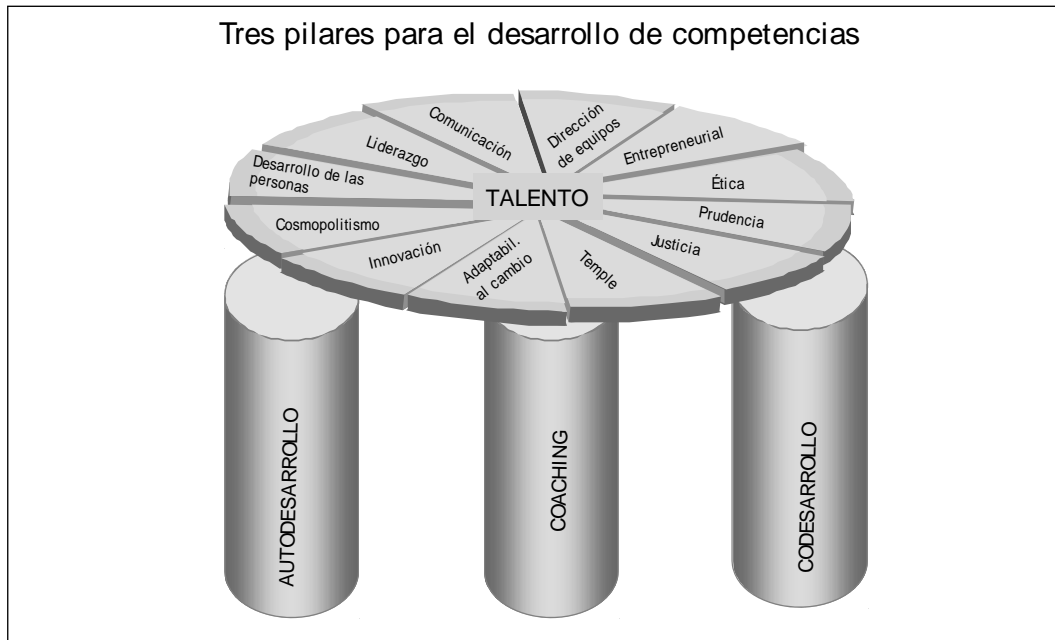 Tres pilares para el desarrollo de competencias
Comunicación
Dirección
de equipos
Liderazgo
Entrepreneurial
Desarrollo de las
personas
Ética
TALENTO
Cosmopolitismo
Prudencia
Innovación
Justicia
Adaptabil.
al cambio
Temple
AUTODESARROLLO
COACHING
CODESARROLLO